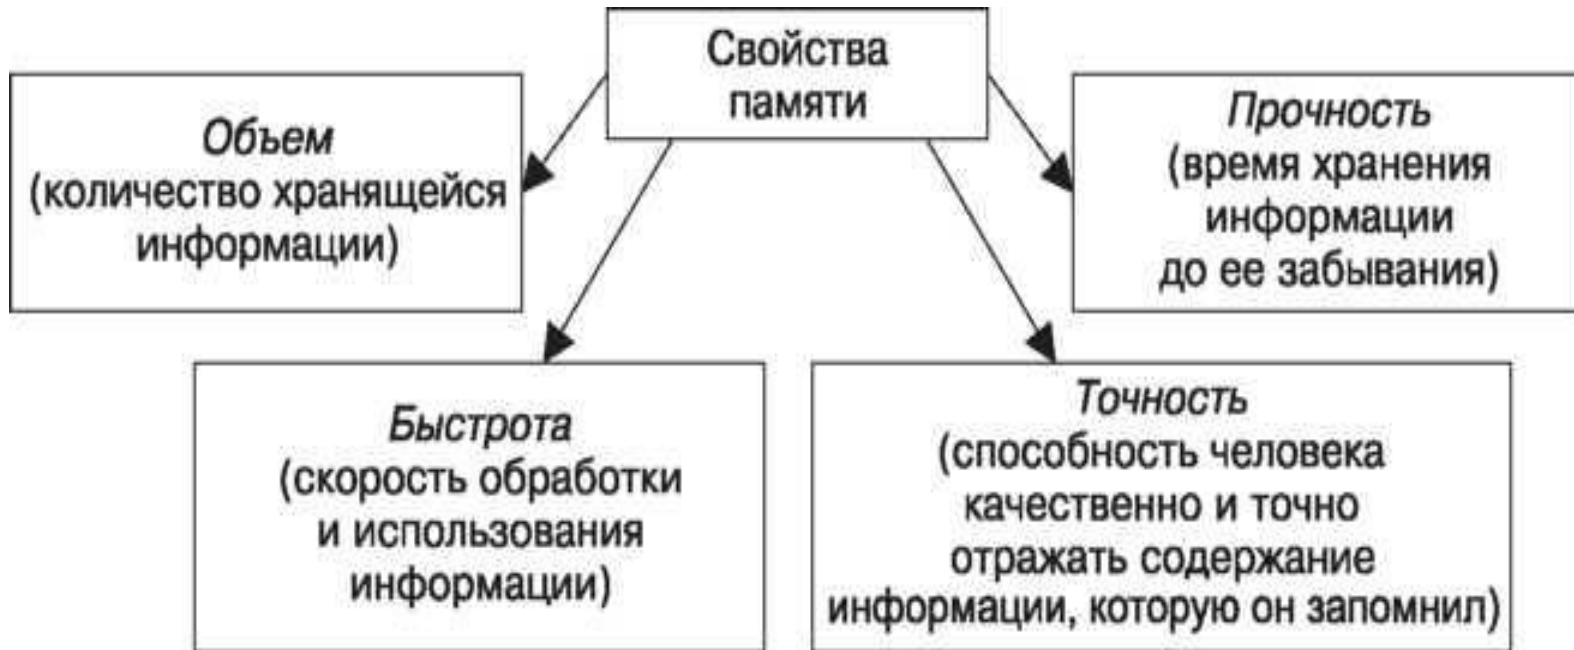 Свойства
памяти
Объем
(количество хранящейся
информации)
Прочность
(время хранения
информации
до ее забывания)
Быстрота
(скорость обработки
и использования
информации)
Точность
(способность человека
качественно и точно
отражать содержание
информации, которую он запомнил)